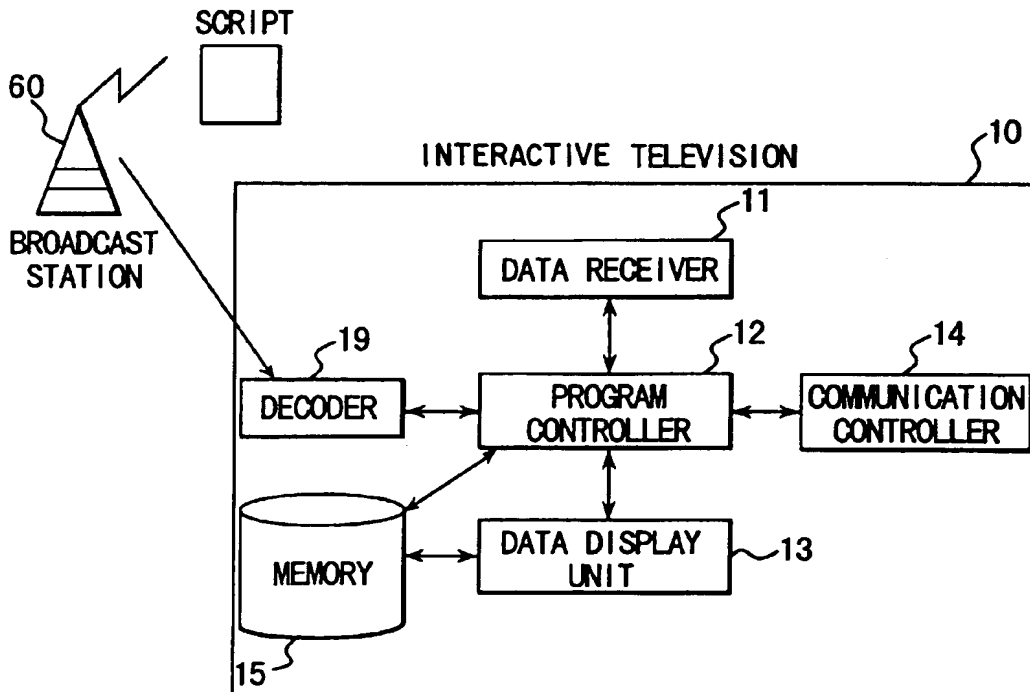 SCRIPT
60
BROADCAST
STATION
INTERACTIVE TELEVISION
10
11
DATA RECEIVER
19
DECODER
12
PROGRAM
CONTROLLER
14
COMMUNICATION
CONTROLLER
MEMORY
15
DATA DISPLAY
UNIT
13